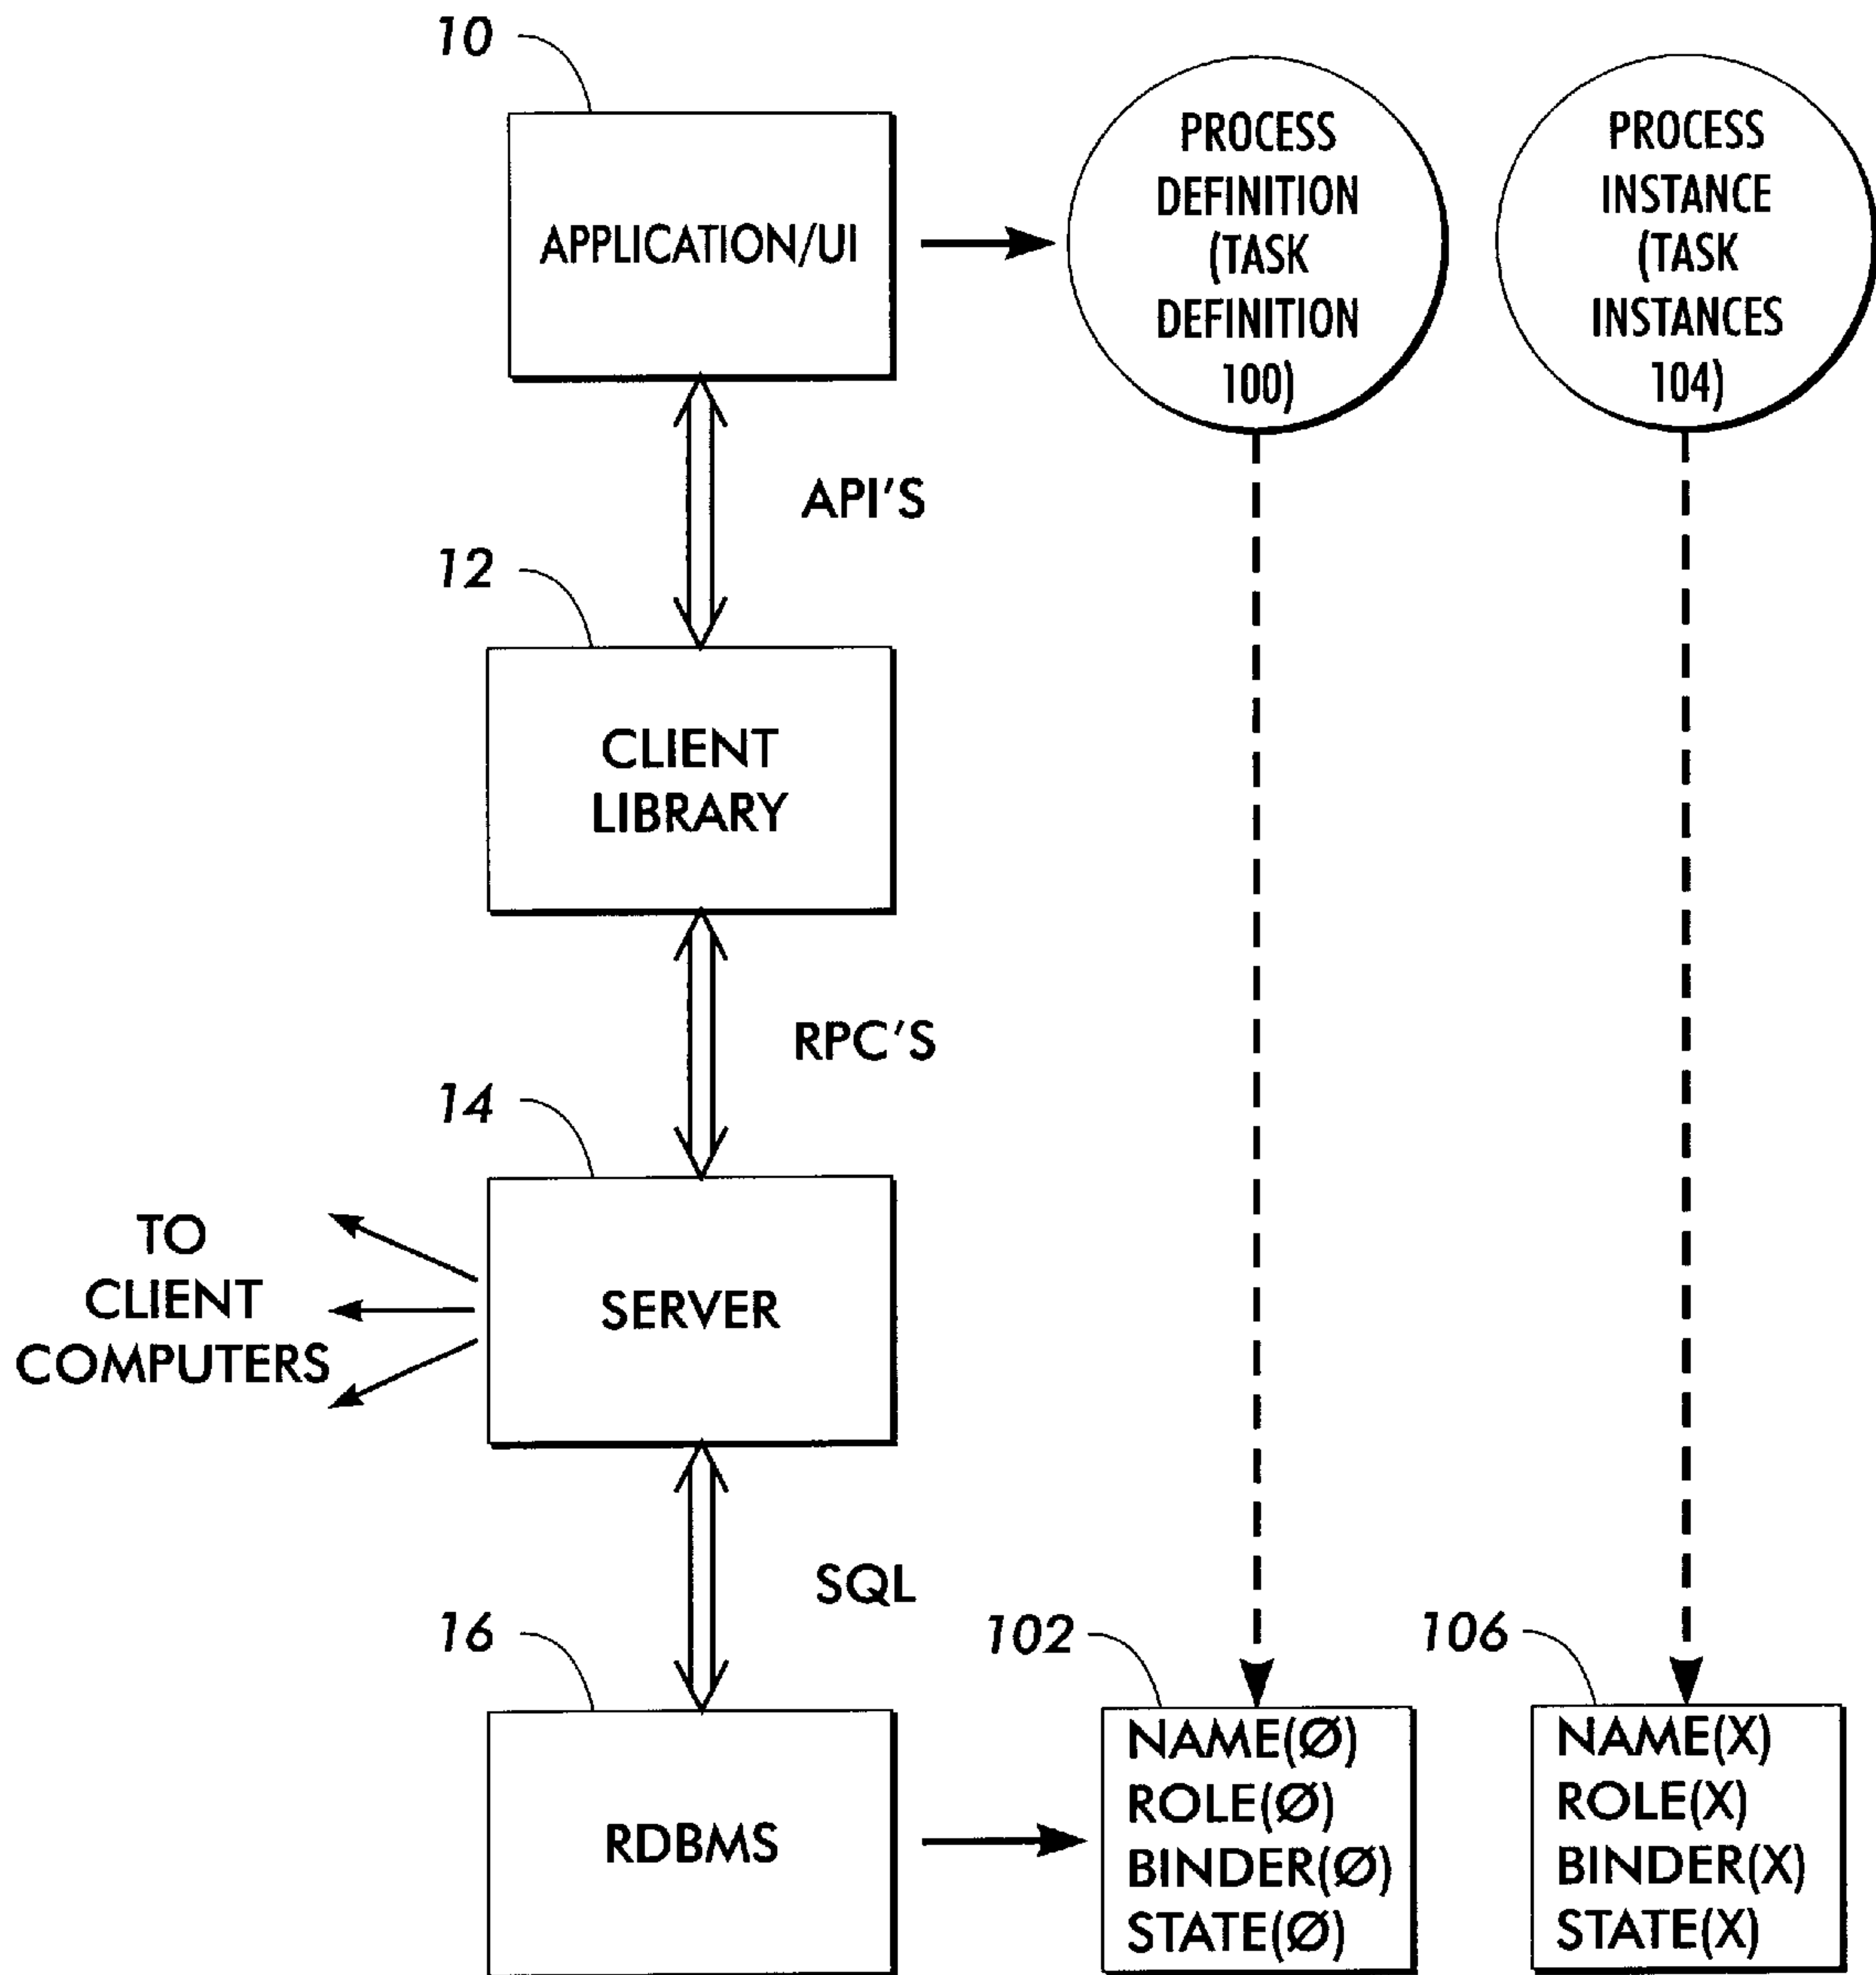 10
APPLICATION/UI
PROCESS
DEFINITION
(TASK
DEFINITION
100)
PROCESS
INSTANCE
(TASK
INSTANCES
104)
API'S
12
CLIENT
LIBRARY
RPC'S
14
TO
CLIENT
COMPUTERS
SERVER
SQL
16
RDBMS
102
NAME(Ø)
ROLE(Ø)
BINDER(Ø)
STATE(Ø)
106
NAME(X)
ROLE(X)
BINDER(X)
STATE(X)